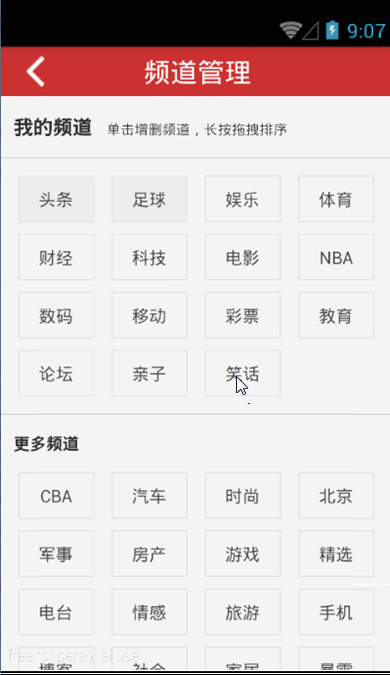 9:07
频道管理
我的频道 单击增删频道，长按拖拽排序
头条 足球 娱乐 体育
财经 科技 电影 NBA
数码 移动 彩票 教育
论坛 亲子 笑话
更多频道
CBA 汽车 时尚 北京
军事 房产 游戏 精选
电台 情感 旅游 手机
博客 社会 家居 暴雪
free for personal use